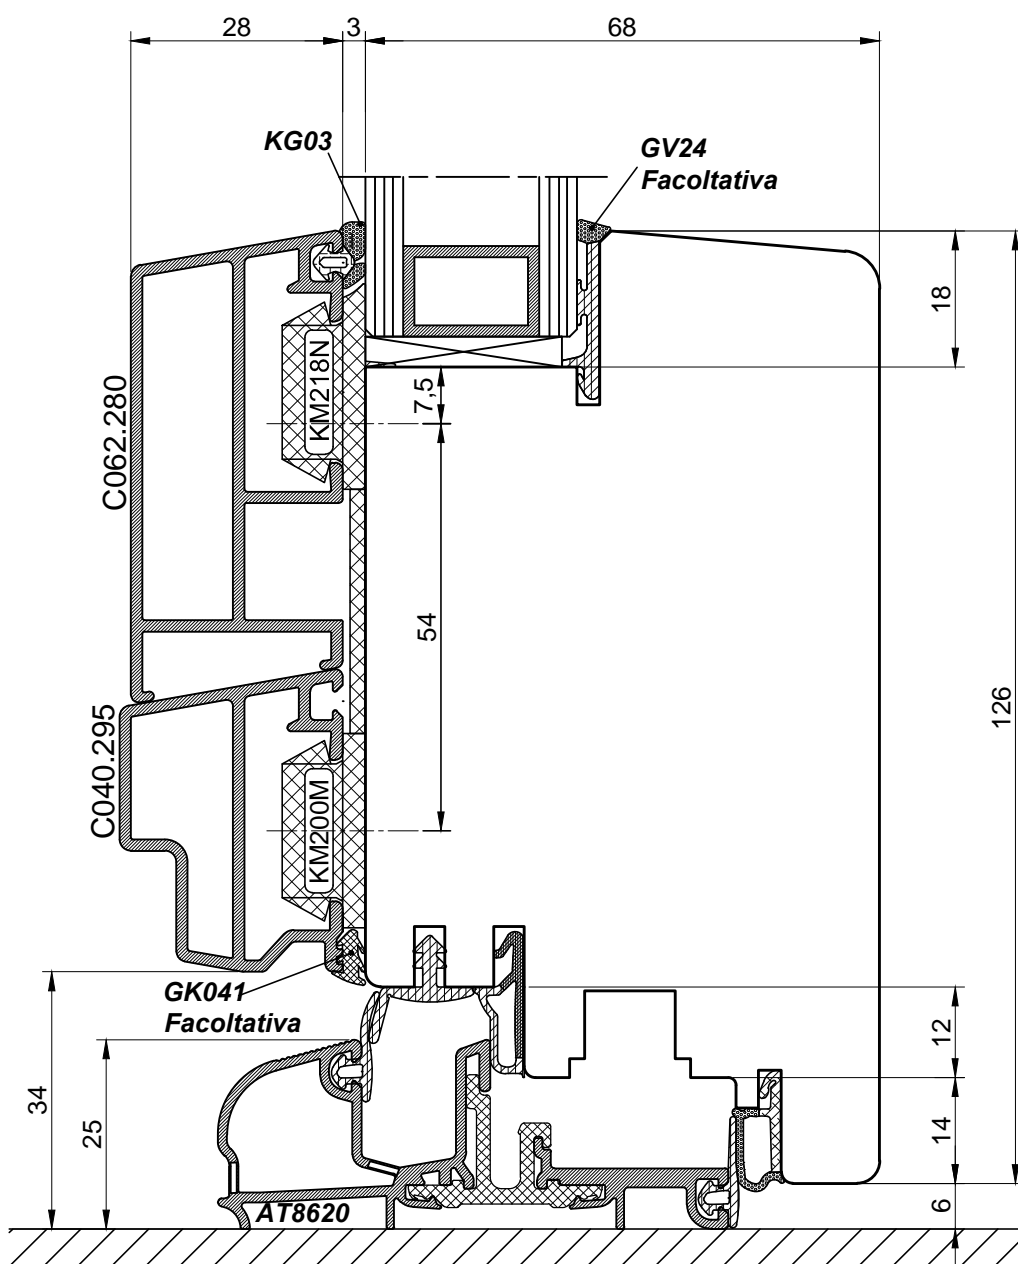 28
3
68
KG03
GV24
Facoltativa
18
7,5
KM218N
C062.280
54
126
C040.295
KM200M
GK041
Facoltativa
12
34
25
14
6
AT8620